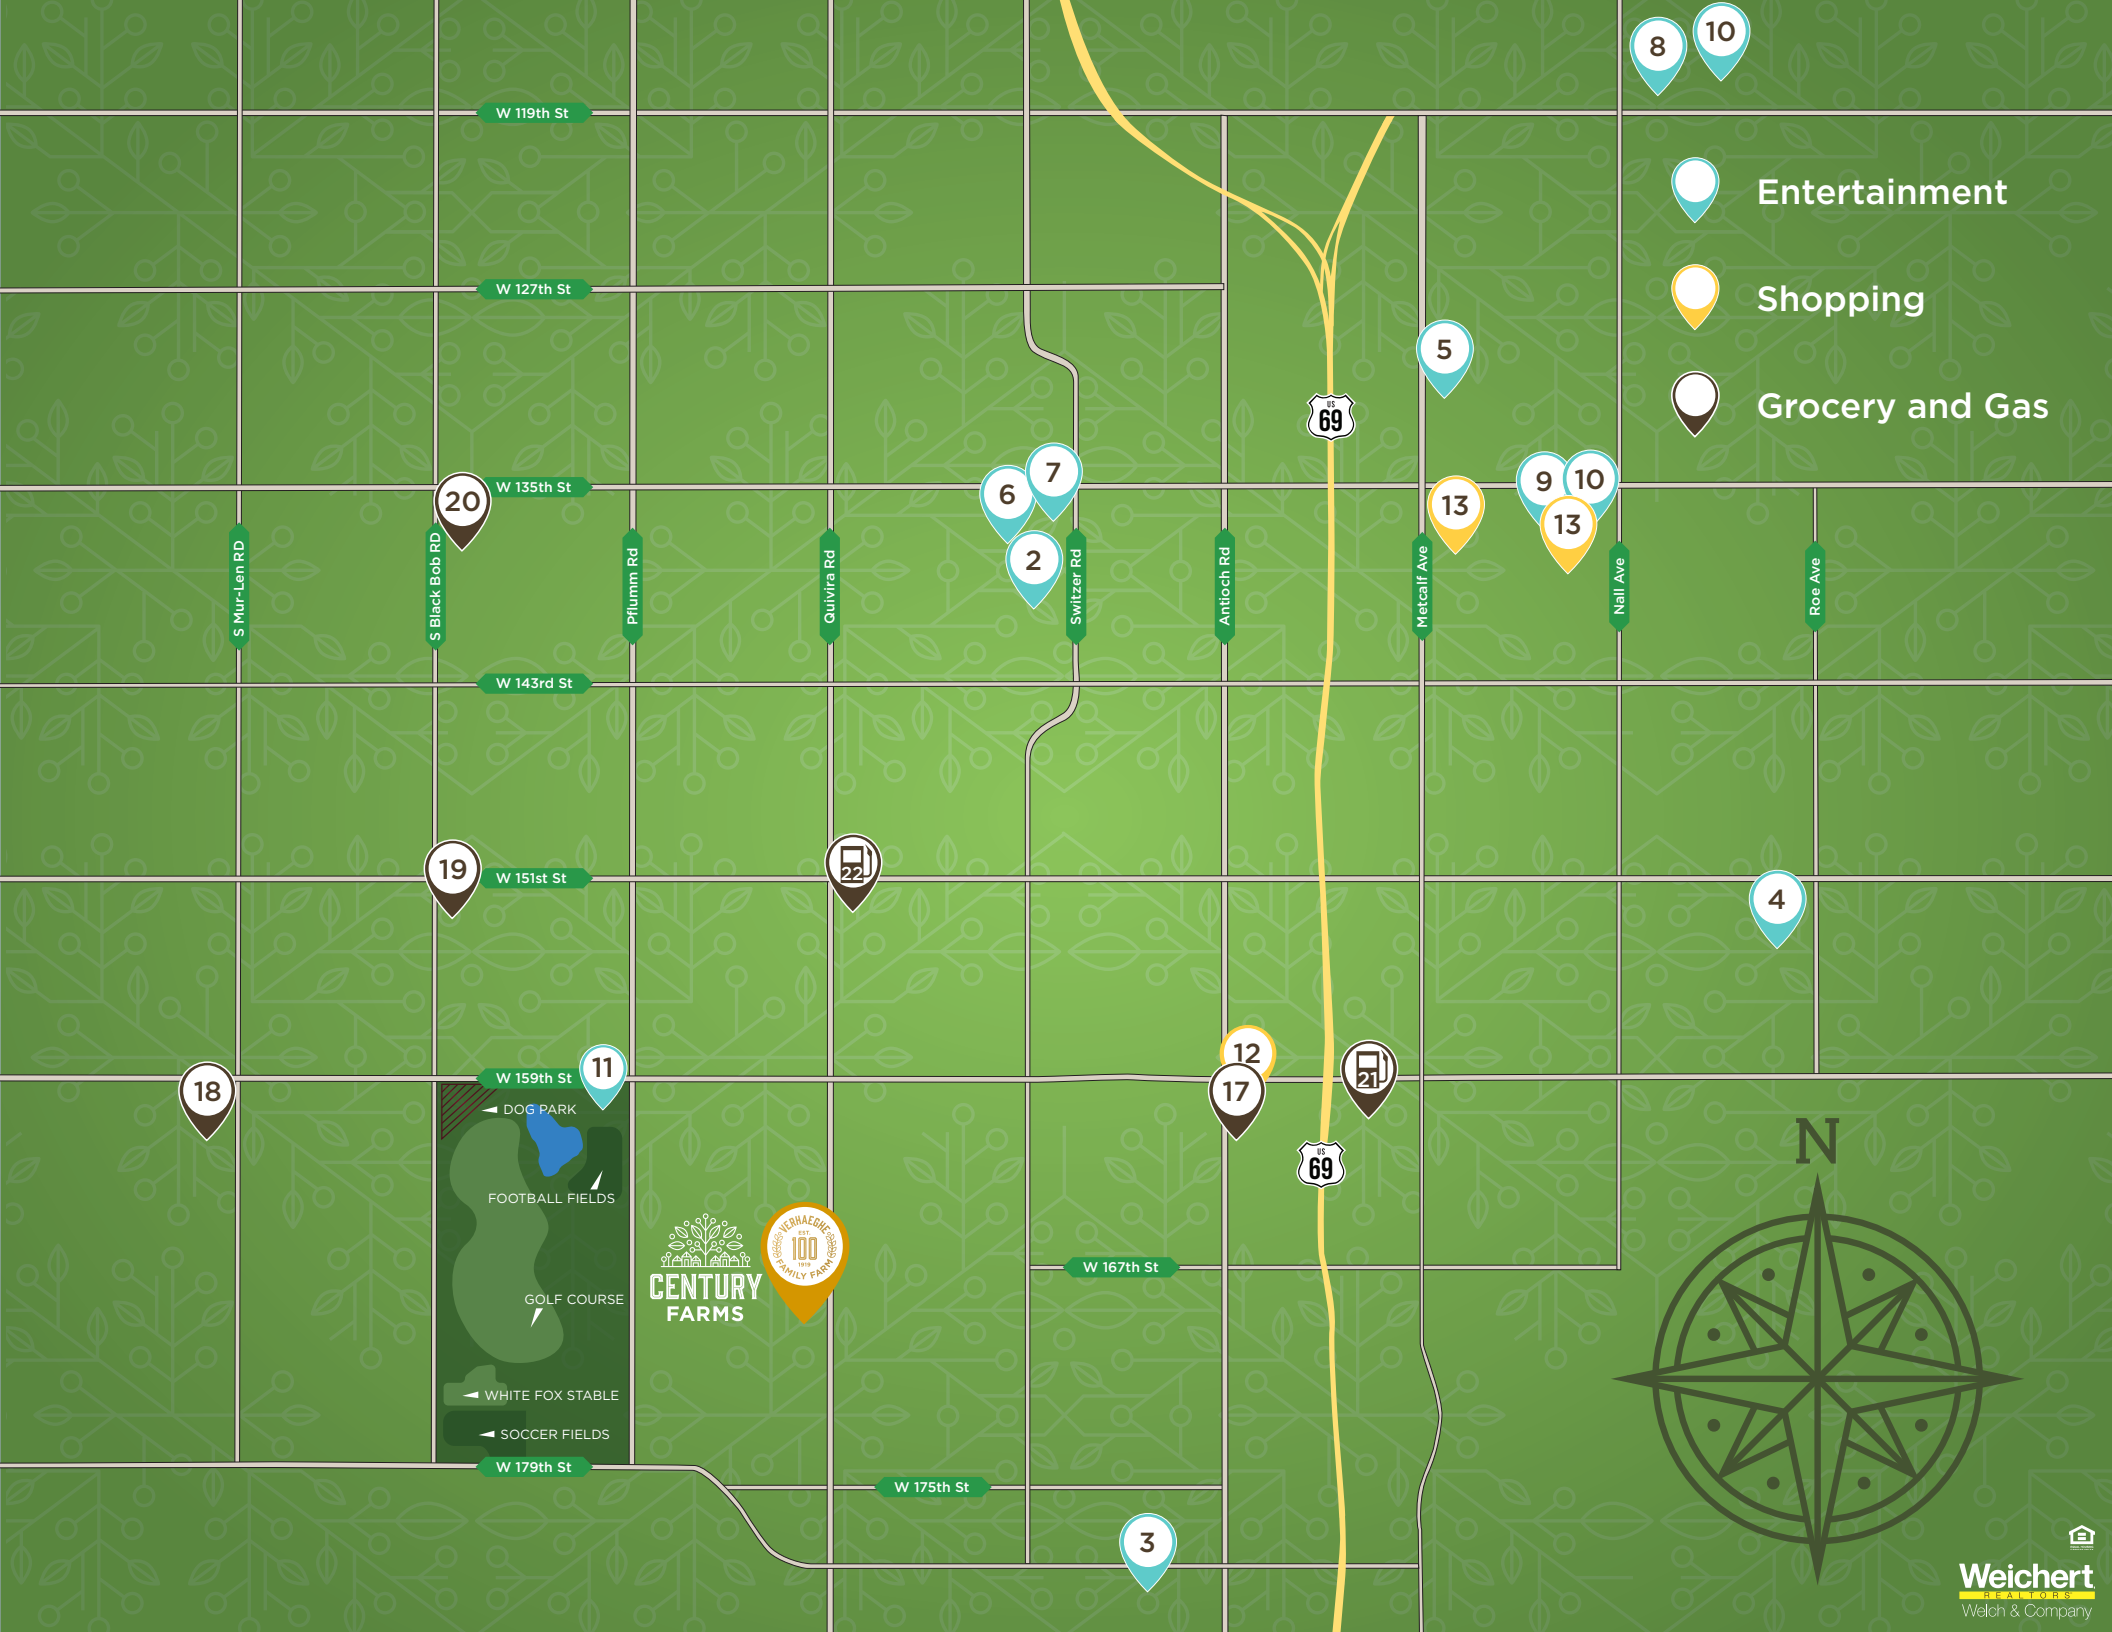 8
10
W 119th St
Entertainment
W 127th St
Shopping
5
US
69
Grocery and Gas
7
6
20
W 135th St
9
10
13
13
2
S Mur-Len RD
S Black Bob RD
Pflumm Rd
Quivira Rd
Switzer Rd
Antioch Rd
Metcalf Ave
Nall Ave
Roe Ave
W 143rd St
19
W 151st St
22
4
12
11
W 159th St
21
18
17
DOG PARK
N
US
69
FOOTBALL FIELDS
VERHAEGHE
EST.
100
1919
FAMILY FARM
CENTURY
FARMS
W 167th St
GOLF COURSE
WHITE FOX STABLE
SOCCER FIELDS
W 179th St
W 175th St
3
Weichert
REALTORS
Welch & Company